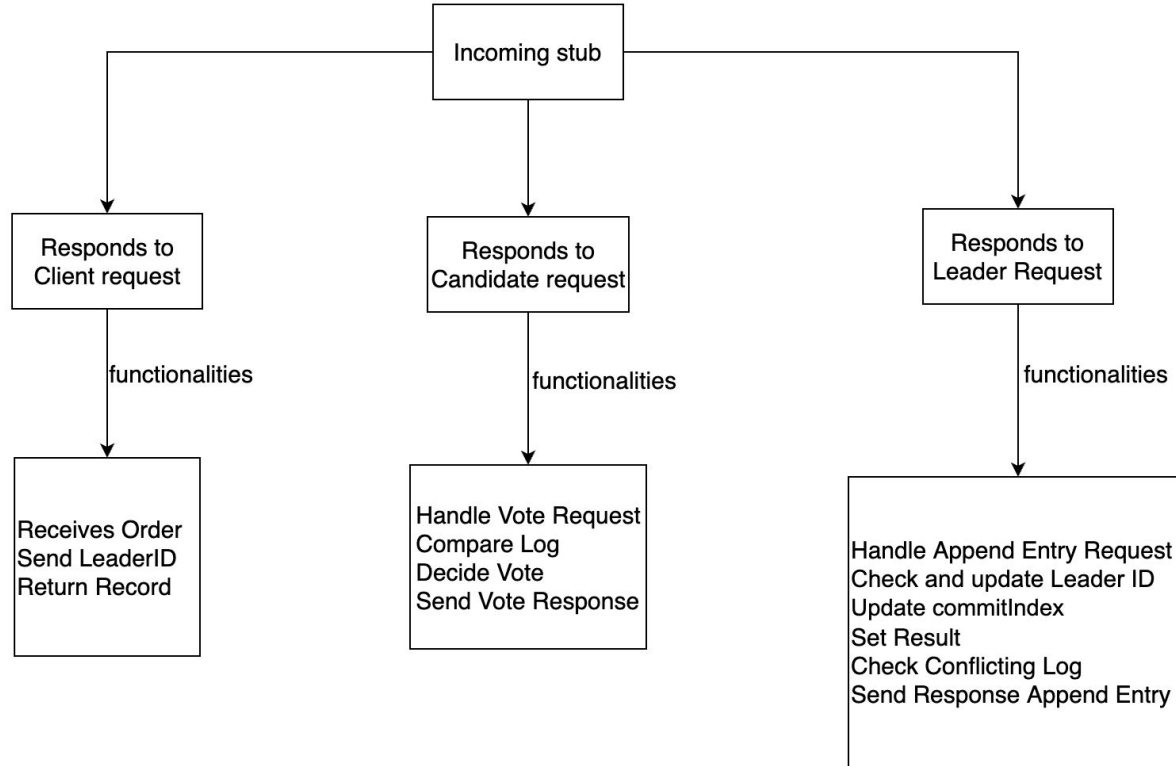 Incoming stub
Responds to
Client request
Responds to
Candidate request
Responds to
Leader Request
functionalities
functionalities
functionalities
Receives Order
Send LeaderID
Return Record
Handle Vote Request
Compare Log
Decide Vote
Send Vote Response
Handle Append Entry Request
Check and update Leader ID
Update commitIndex
Set Result
Check Conflicting Log
Send Response Append Entry